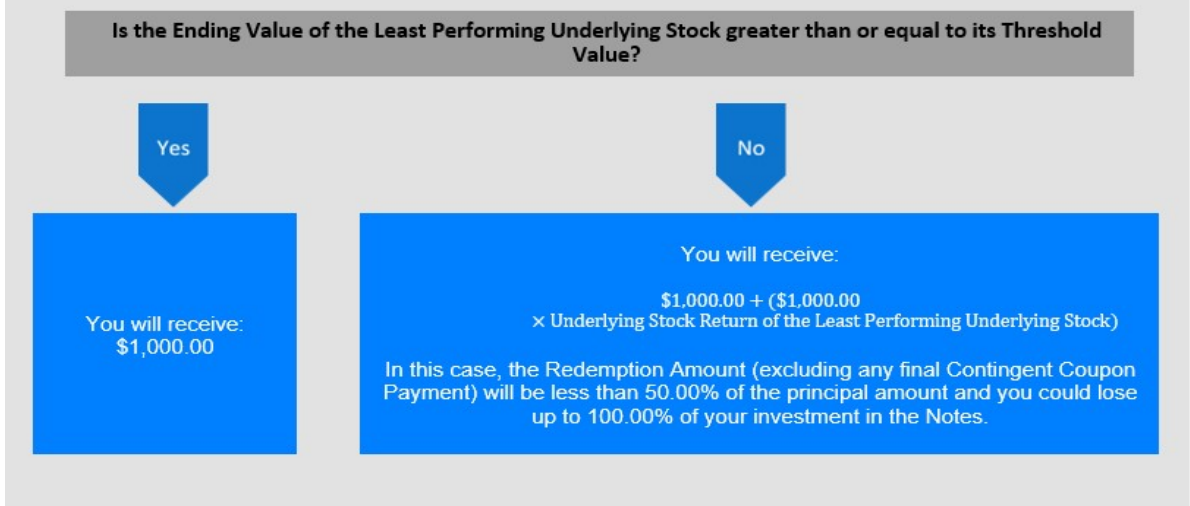 Is the Ending Value of the Least Performing Underlying Stock greater than or equal to its Threshold
Value?
Yes
No
You will receive:
$1,000.00
You will receive:
$1,000.00 + ($1,000.00
× Underlying Stock Return of the Least Performing Underlying Stock)
In this case, the Redemption Amount (excluding any final Contingent Coupon
Payment) will be less than 50.00% of the principal amount and you could lose
up to 100.00% of your investment in the Notes.